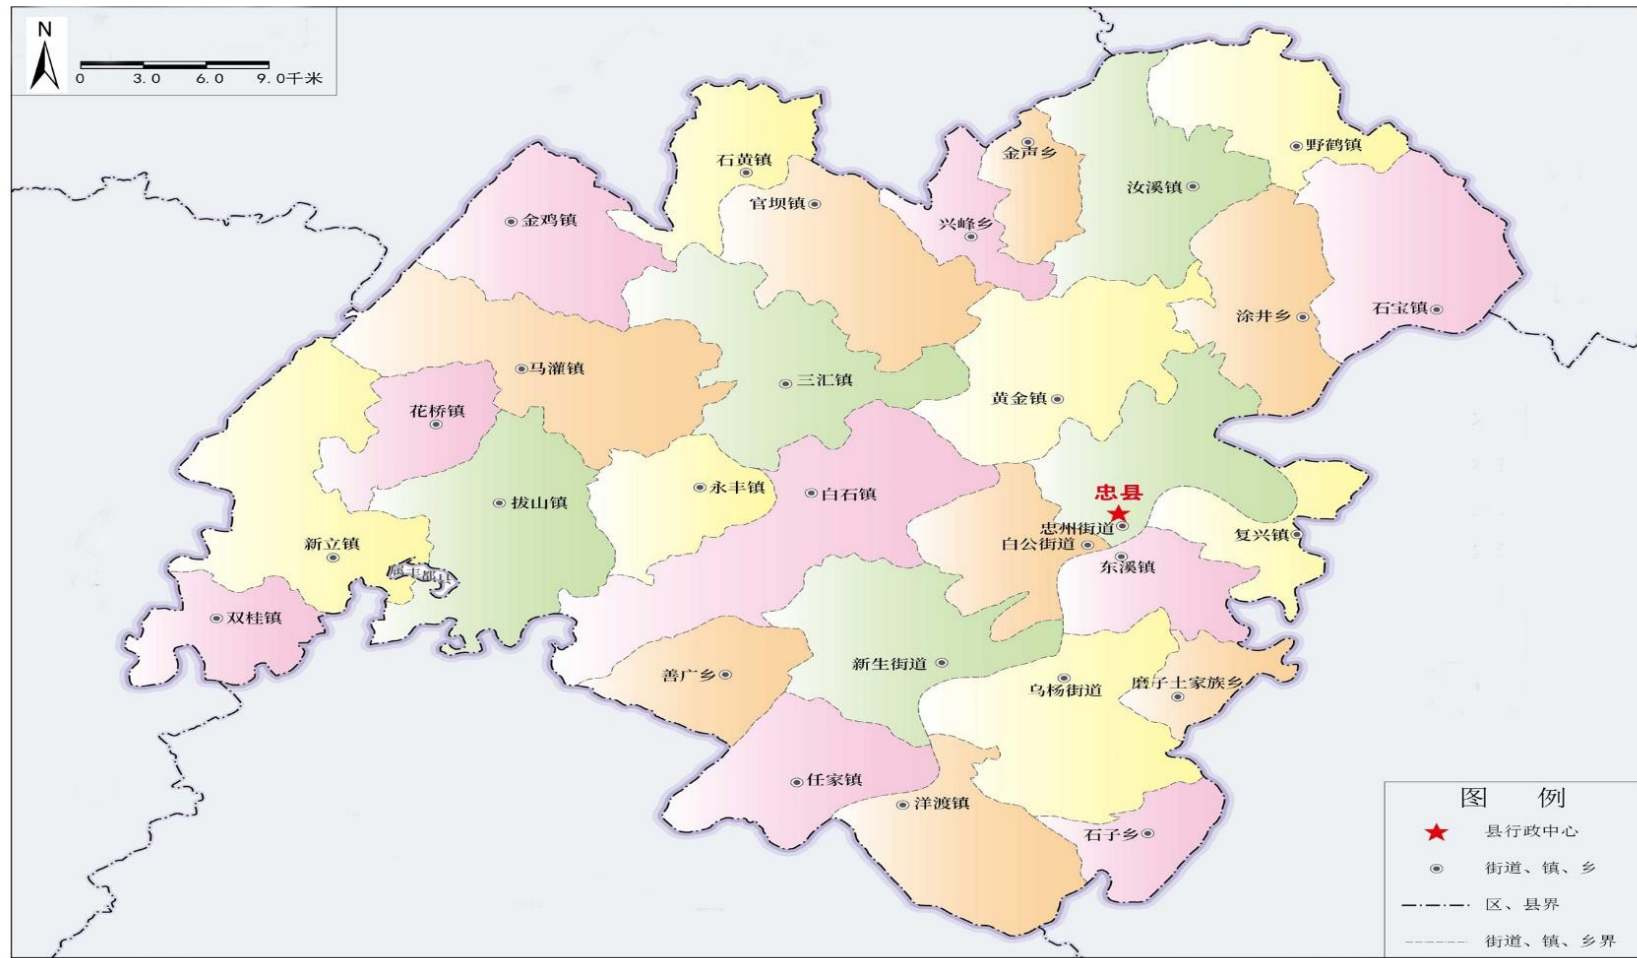 N
0 3.0 6.0 9.0千米
石黄镇
金声乡
野鹤镇
汝溪镇
官坝镇
金鸡镇
兴峰乡
石宝镇
涂井乡
马灌镇
三汇镇
黄金镇
花桥镇
永丰镇
白石镇
忠县
拔山镇
忠州街道
复兴镇
新立镇
白公街道
东溪镇
属丰都县
双桂镇
新生街道
善广乡
乌杨街道
磨子土家族乡
任家镇
洋渡镇
石子乡
图 例
县行政中心
街道、镇、乡
区、县界
街道、镇、乡界